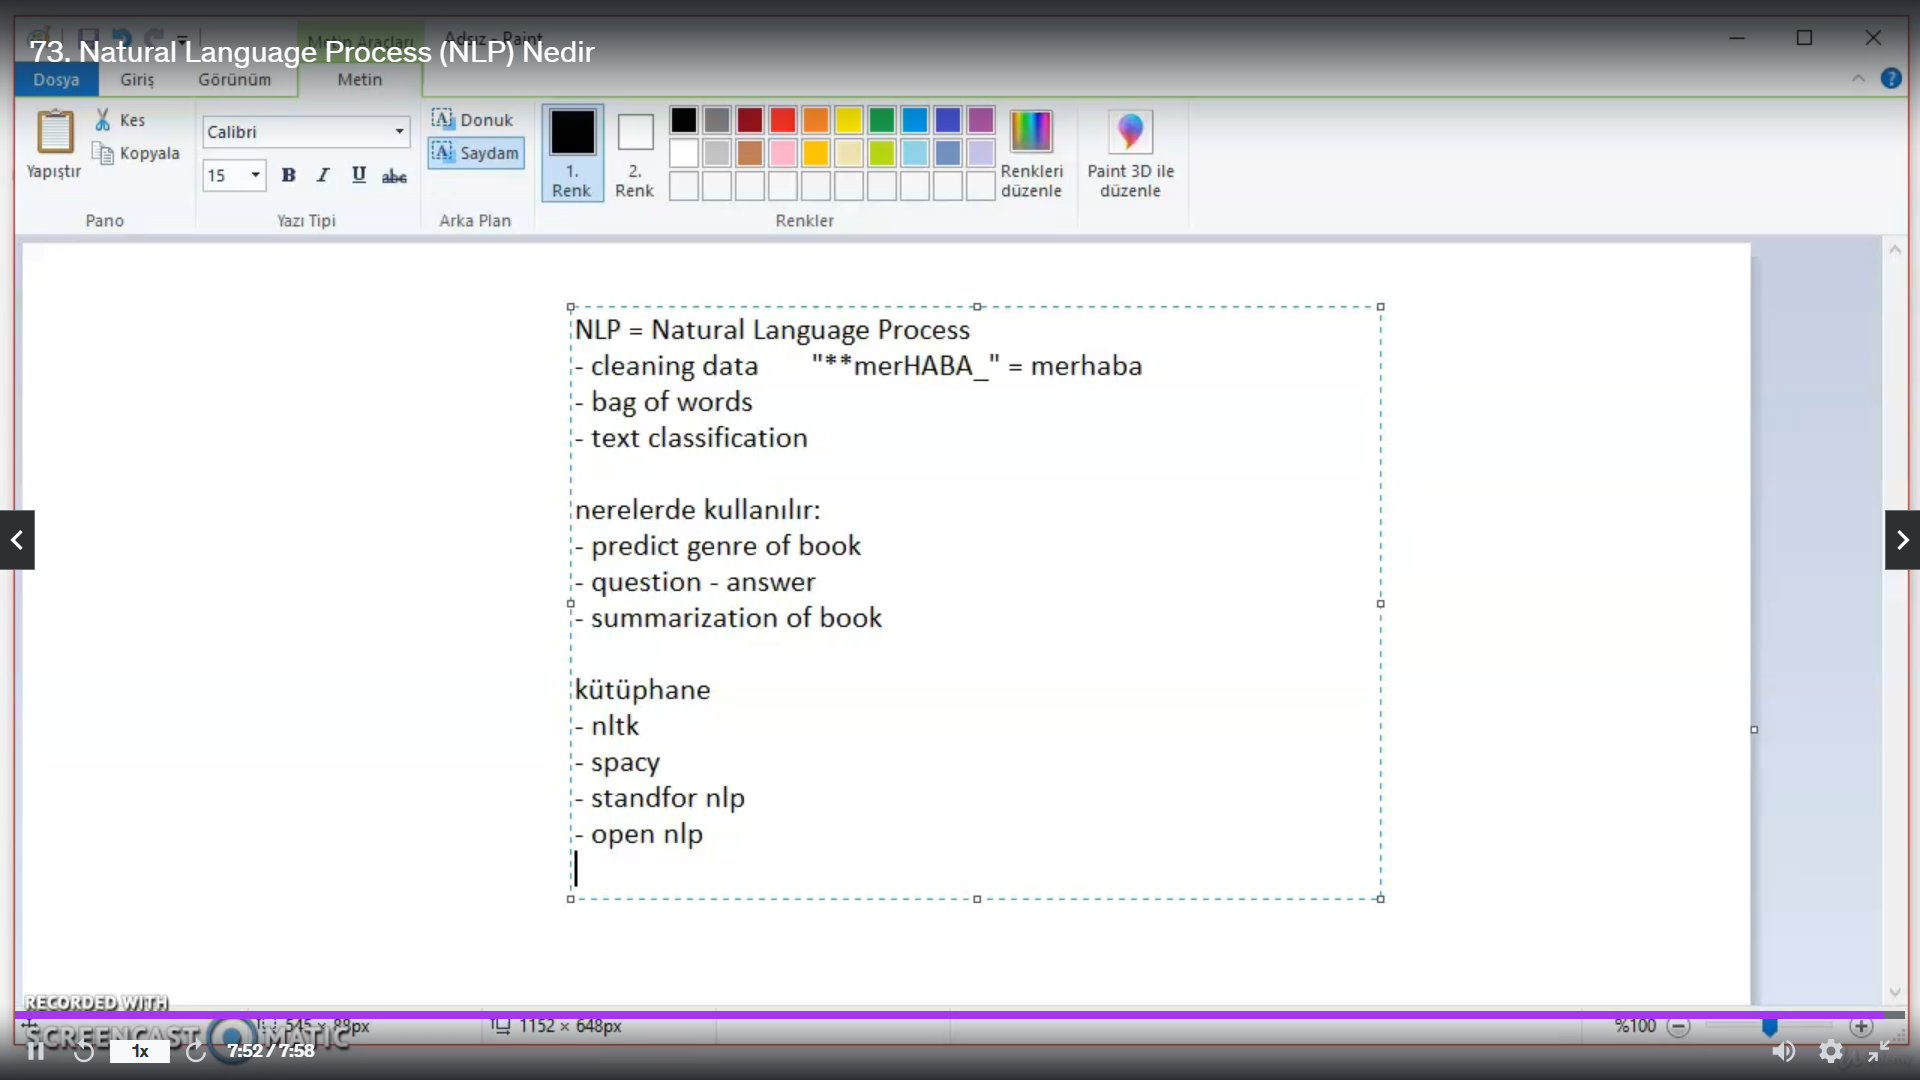 73. Natural Language Process (NLP) Nedir
Metin Araçları
Adsız - Paint
Dosya Giriş Görünüm Metin
Yapıştır
Kes
Kopyala
Pano
Calibri
15 B I U abc
Yazı Tipi
Donuk
Saydam
Arka Plan
1. Renk
2. Renk
Renkler
Renkleri düzenle
Paint 3D ile düzenle
NLP = Natural Language Process
- cleaning data "**merHABA_" = merhaba
- bag of words
- text classification
nerelerde kullanılır:
- predict genre of book
- question - answer
- summarization of book
kütüphane
- nltk
- spacy
- standfor nlp
- open nlp
RECORDED WITH
SCREENCAST MATIC
545 × 88px
1152 × 648px
%100
1x
7:52 / 7:58